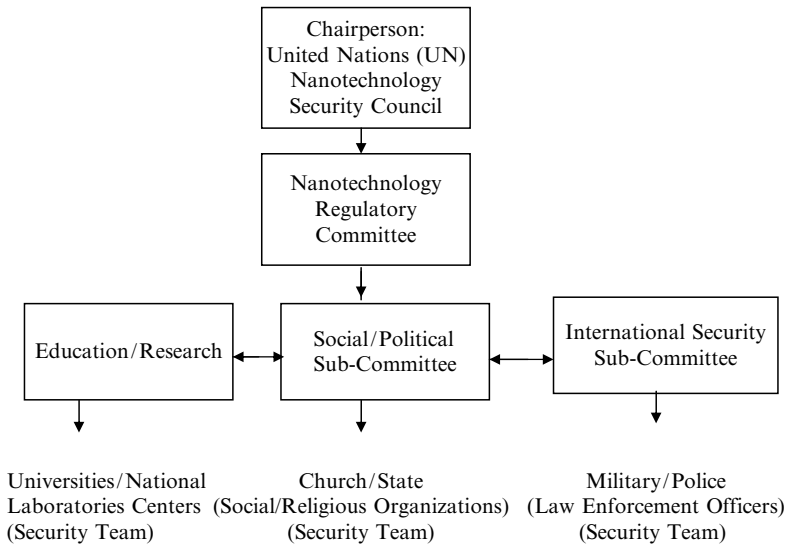 Chairperson:
United Nations (UN)
Nanotechnology
Security Council
Nanotechnology
Regulatory
Committee
Education/Research
Social/Political
Sub-Committee
International Security
Sub-Committee
Universities/National
Laboratories Centers
(Security Team)
Church/State
(Social/Religious Organizations)
(Security Team)
Military/Police
(Law Enforcement Officers)
(Security Team)